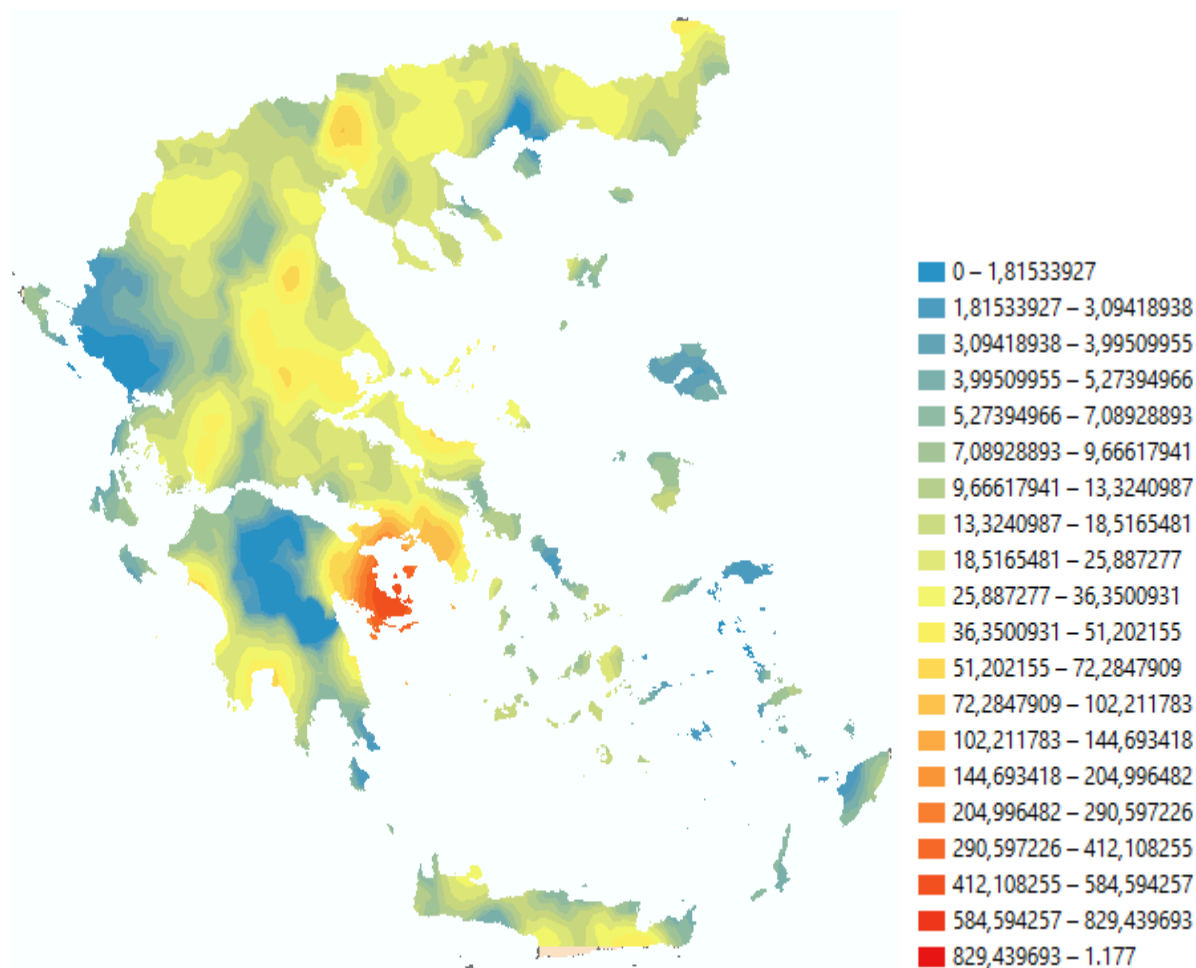 0 – 1,81533927
1,81533927 – 3,09418938
3,09418938 – 3,99509955
3,99509955 – 5,27394966
5,27394966 – 7,08928893
7,08928893 – 9,66617941
9,66617941 – 13,3240987
13,3240987 – 18,5165481
18,5165481 – 25,887277
25,887277 – 36,3500931
36,3500931 – 51,202155
51,202155 – 72,2847909
72,2847909 – 102,211783
102,211783 – 144,693418
144,693418 – 204,996482
204,996482 – 290,597226
290,597226 – 412,108255
412,108255 – 584,594257
584,594257 – 829,439693
829,439693 – 1.177